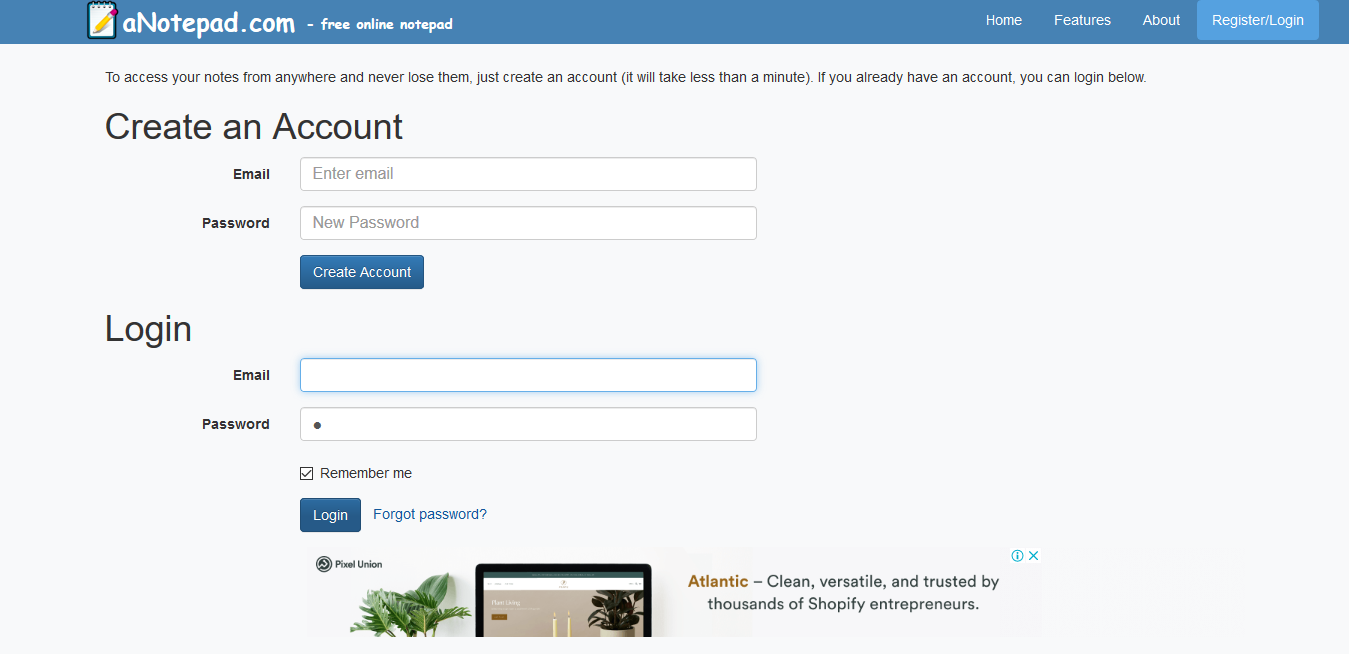 aNotepad.com - free online notepad
Home Features About Register/Login
To access your notes from anywhere and never lose them, just create an account (it will take less than a minute). If you already have an account, you can login below.
Create an Account
Email Enter email
Password New Password
Create Account
Login
Email
Password
Remember me
Login Forgot password?
Pixel Union
Plant Living
Atlantic – Clean, versatile, and trusted by
thousands of Shopify entrepreneurs.